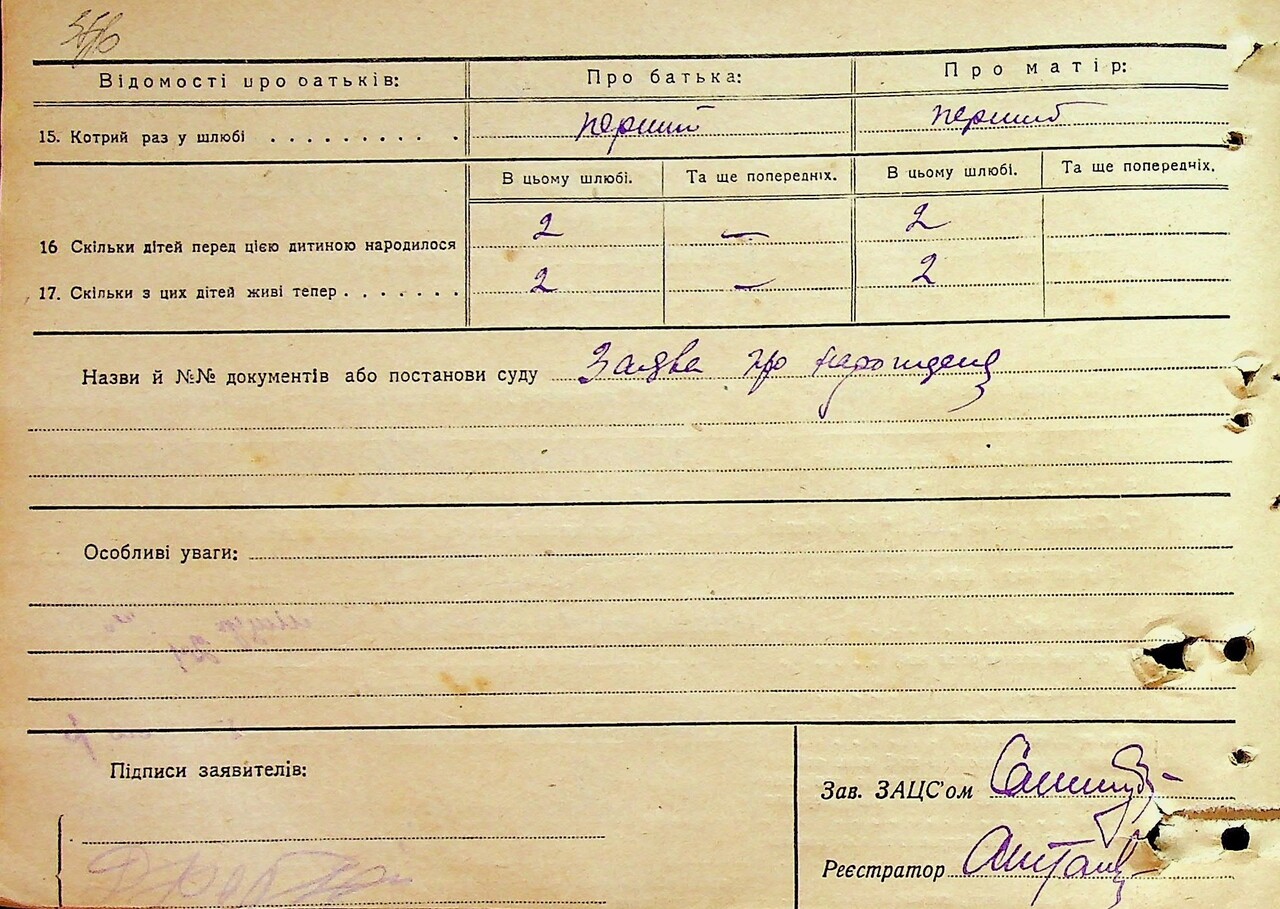 Відомості про батьків: Про батька: Про матір:
15. Котрий раз у шлюбі . . . . . . . . . . перший перший
В цьому шлюбі. Та ще попередніх. В цьому шлюбі. Та ще попередніх.
16 Скільки дітей перед цією дитиною народилося 2 — 2
17. Скільки з цих дітей живі тепер . . . . . . . 2 — 2
Назви й №№ документів або постанови суду Заява про
Особливі уваги:
Підписи заявителів:
Зав. ЗАЦС'ом
Реєстратор